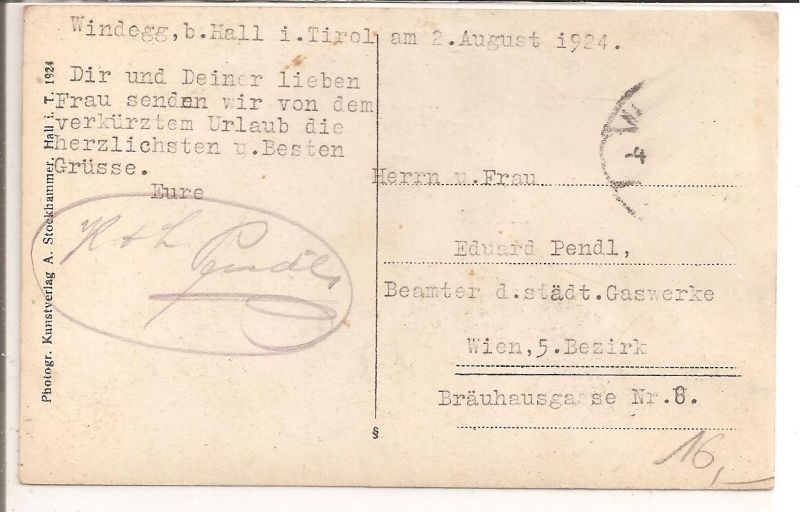 Windegg, b.Hall i.Tirol am 2.August 1924.
Dir und Deiner lieben
Frau senden wir von dem
verkürztem Urlaub die
herzlichsten u.Besten
Grüsse.
Eure
K + L Pendl
Photogr. Kunstverlag A. Stockhammer, Hall i. T. 1924
§
Herrn u.Frau
Eduard Pendl,
Beamter d.städt.Gaswerke
Wien,5.Bezirk
Bräuhausgasse Nr.8.
16,-